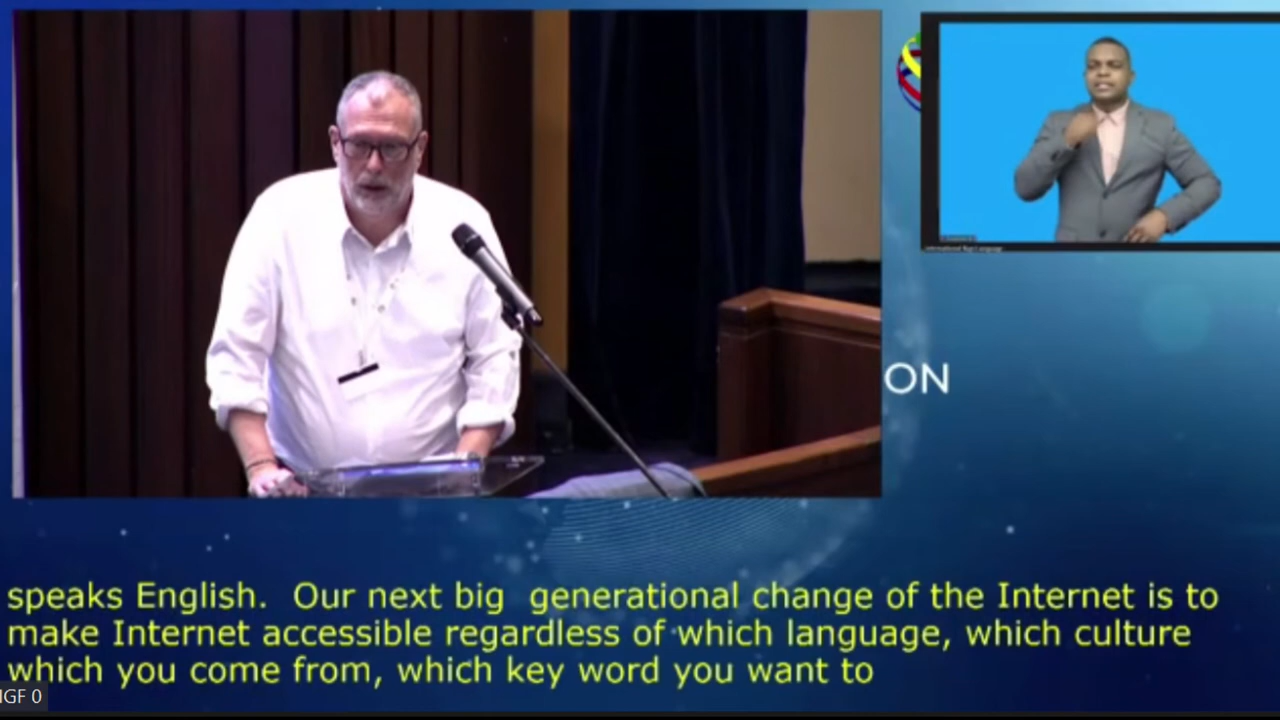 ON
speaks English.  Our next big  generational change of the Internet is to
make Internet accessible regardless of which language, which culture
which you come from, which key word you want to
IGF 0